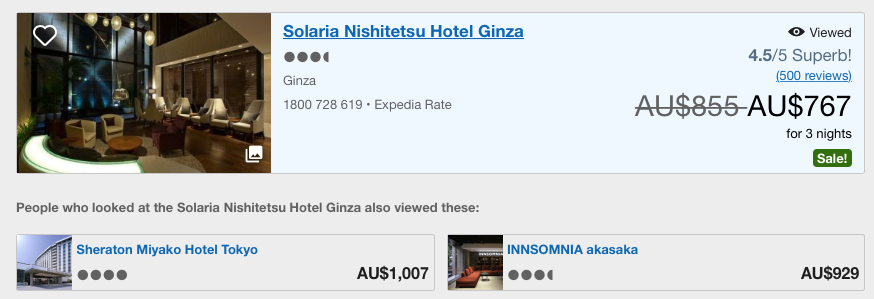 Solaria Nishitetsu Hotel Ginza
Viewed
4.5/5 Superb!
(500 reviews)
Ginza
1800 728 619 • Expedia Rate
AU$855 AU$767
for 3 nights
Sale!
People who looked at the Solaria Nishitetsu Hotel Ginza also viewed these:
Sheraton Miyako Hotel Tokyo
AU$1,007
INNSOMNIA
INNSOMNIA akasaka
AU$929